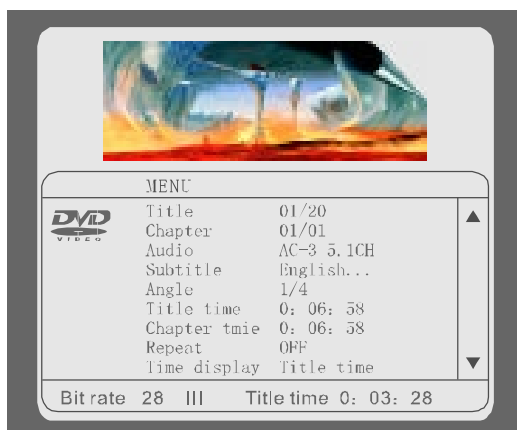 MENU
DVD
VIDEO
Title 01/20
Chapter 01/01
Audio AC-3 5.1CH
Subtitle English...
Angle 1/4
Title time 0: 06: 58
Chapter tmie 0: 06: 58
Repeat OFF
Time display Title time
Bit rate 28 III Title time 0: 03: 28